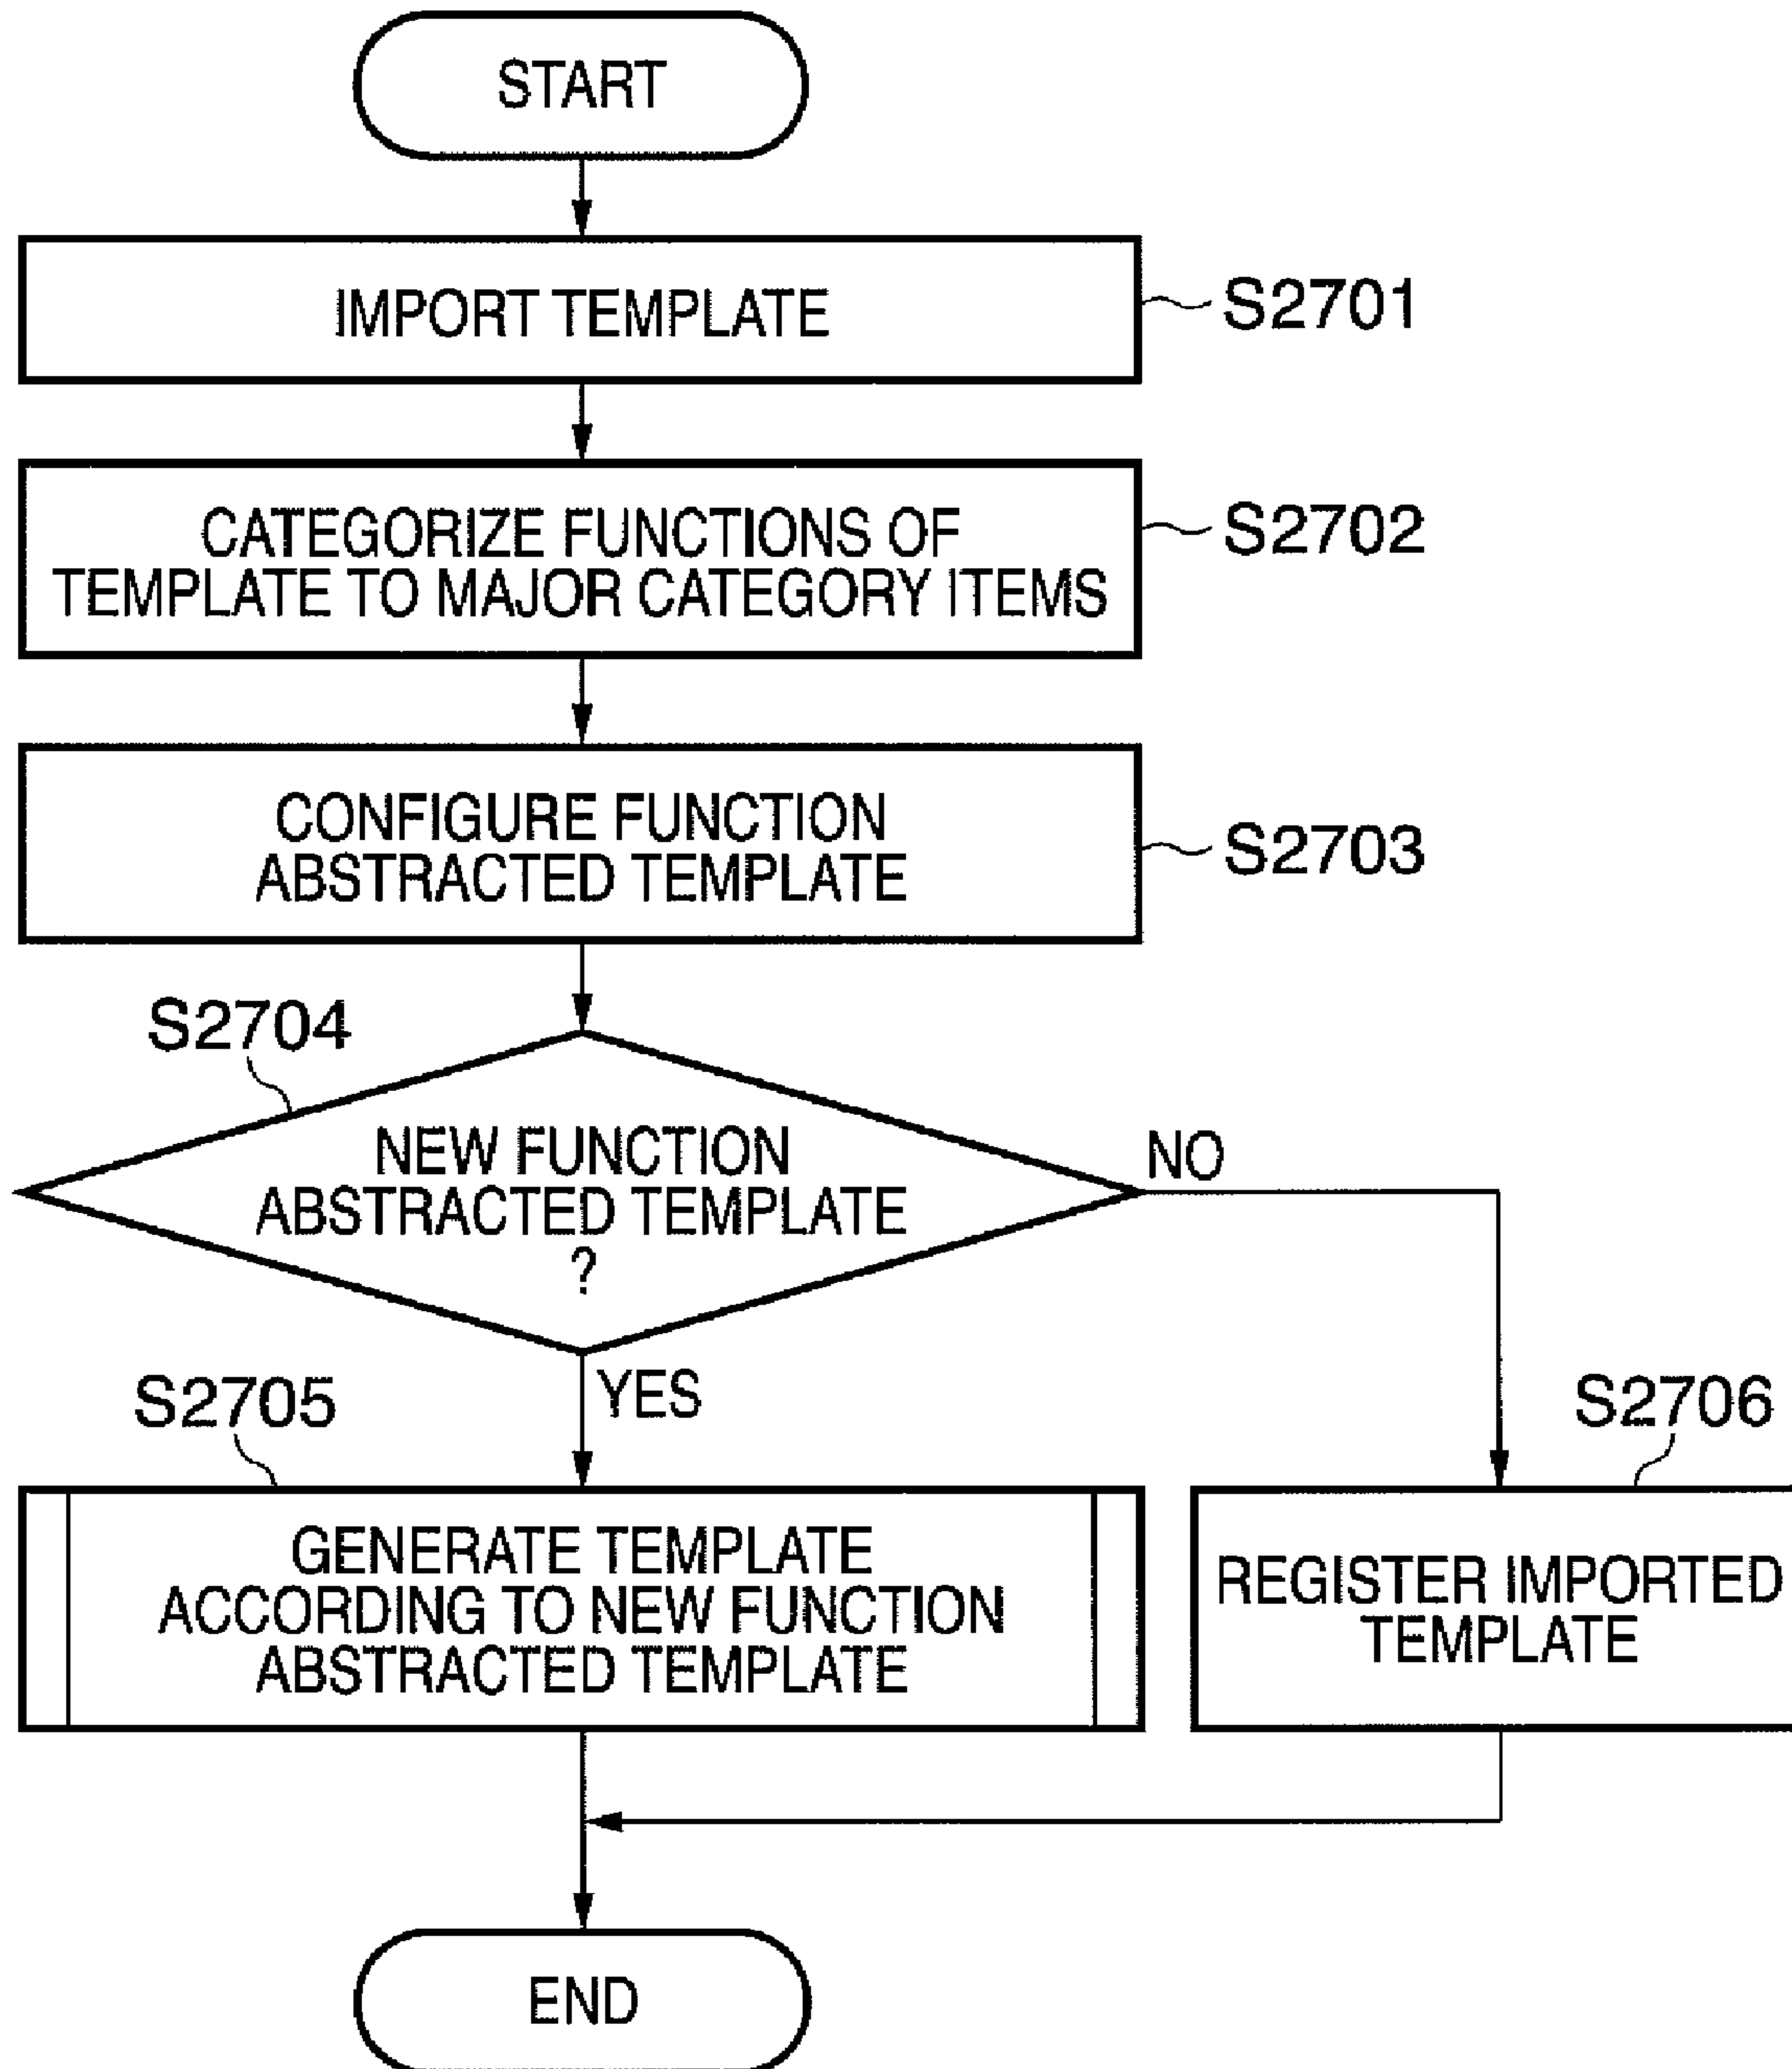 START
IMPORT TEMPLATE
S2701
CATEGORIZE FUNCTIONS OF
TEMPLATE TO MAJOR CATEGORY ITEMS
S2702
CONFIGURE FUNCTION
ABSTRACTED TEMPLATE
S2703
S2704
NEW FUNCTION
ABSTRACTED TEMPLATE
?
NO
YES
S2705
GENERATE TEMPLATE
ACCORDING TO NEW FUNCTION
ABSTRACTED TEMPLATE
S2706
REGISTER IMPORTED
TEMPLATE
END